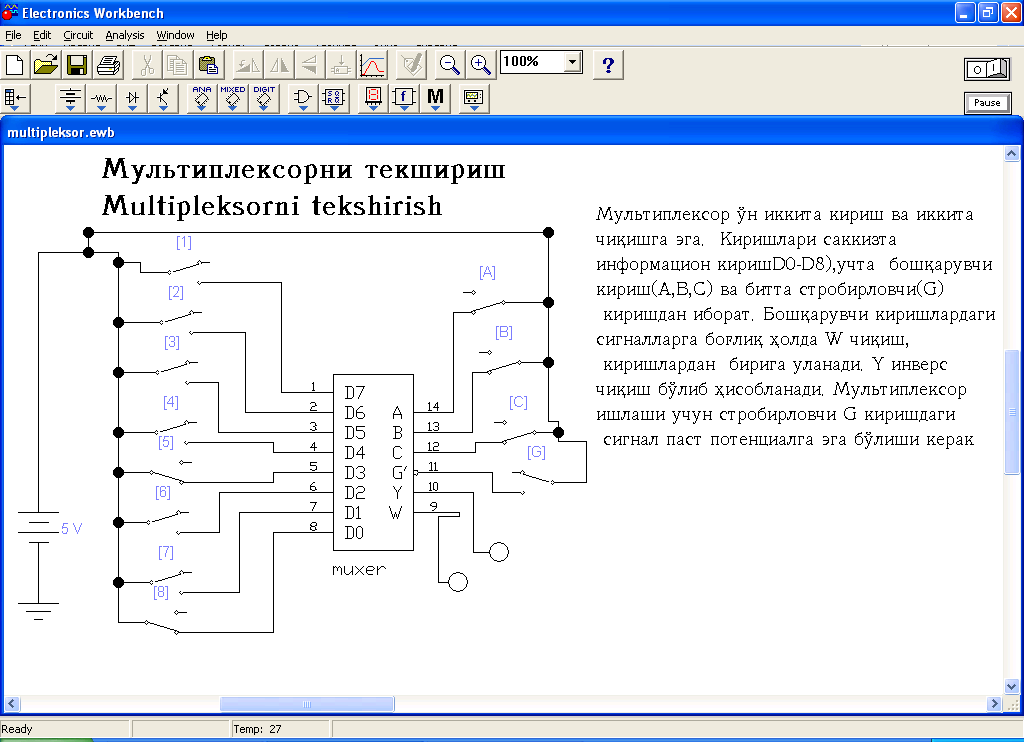 Electronics Workbench
File Edit Circuit Analysis Window Help
100%
?
ANA MIXED DIGIT
f M
Pause
multipleksor.ewb
Мультиплексорни текшириш
Multipleksorni tekshirish
Мультиплексор ўн иккита кириш ва иккита
чиқишга эга. Киришлари саккизта
информацион киришD0-D8),учта бошқарувчи
кириш(A,B,C) ва битта стробирловчи(G)
киришдан иборат. Бошқарувчи киришлардаги
сигналларга боғлиқ ҳолда W чиқиш,
киришлардан бирига уланади. Y инверс
чиқиш бўлиб ҳисобланади. Мультиплексор
ишлаши учун стробирловчи G киришдаги
сигнал паст потенциалга эга бўлиши керак
[1]
[2]
[3]
[4]
[5]
[6]
[7]
[8]
[A]
[B]
[C]
[G]
5 V
1 D7
2 D6
3 D5 A 14
4 D4 B 13
5 D3 C 12
6 D2 G' 11
7 D1 Y 10
8 D0 W 9
muxer
Ready
Temp: 27